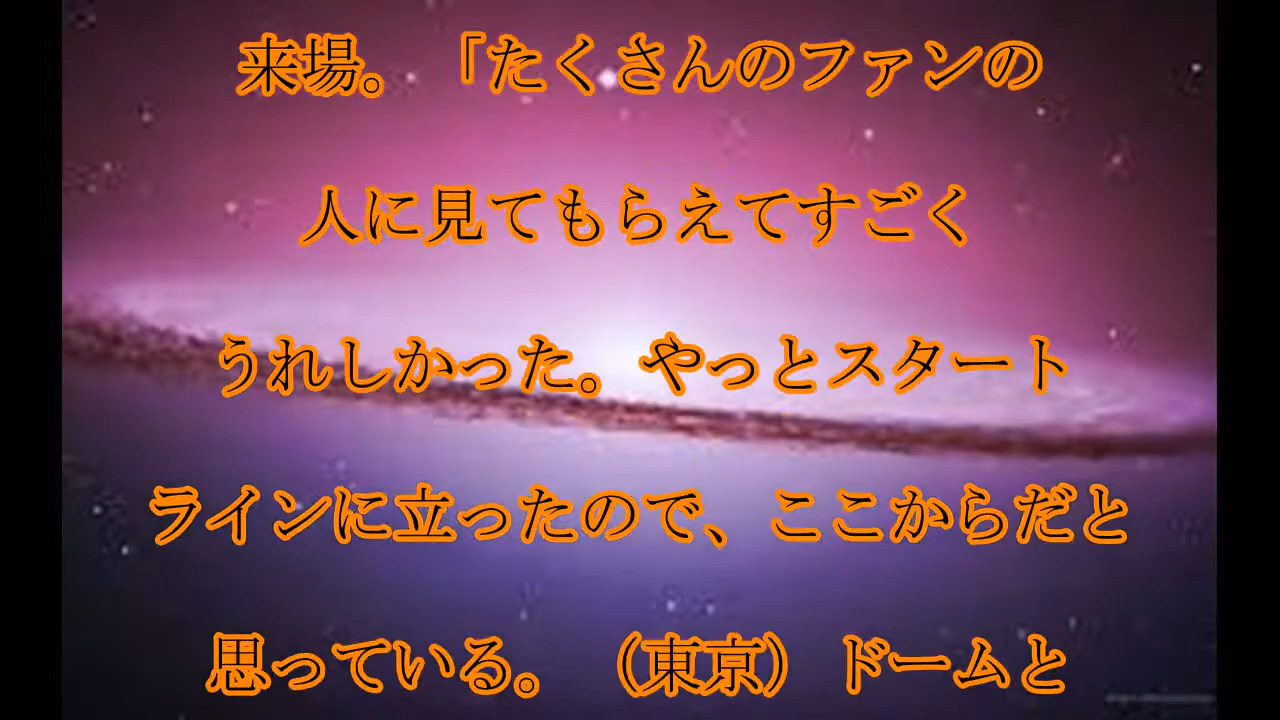 来場。「たくさんのファンの
人に見てもらえてすごく
うれしかった。やっとスタート
ラインに立ったので、ここからだと
思っている。（東京）ドームと